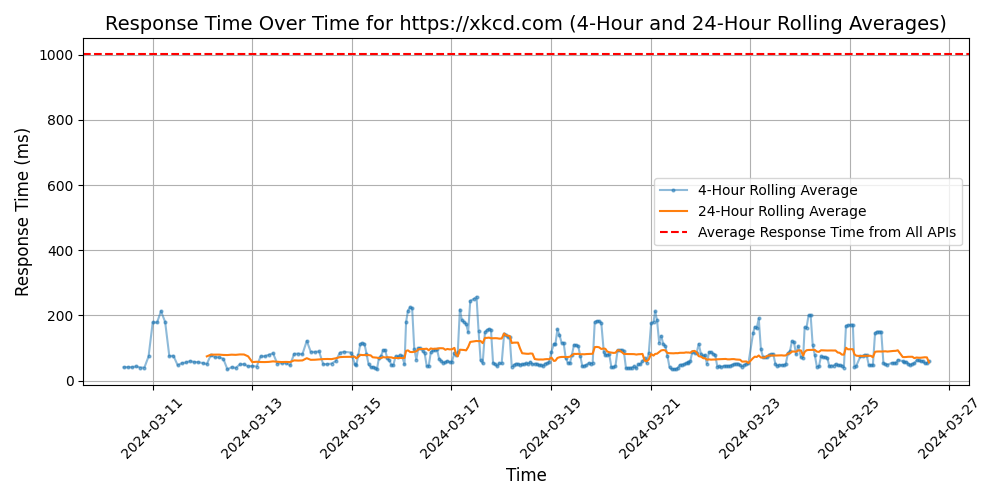 Response Time Over Time for https://xkcd.com (4-Hour and 24-Hour Rolling Averages)
Response Time (ms)
1000
800
600
400
200
0
4-Hour Rolling Average
24-Hour Rolling Average
Average Response Time from All APIs
2024-03-11
2024-03-13
2024-03-15
2024-03-17
2024-03-19
2024-03-21
2024-03-23
2024-03-25
2024-03-27
Time